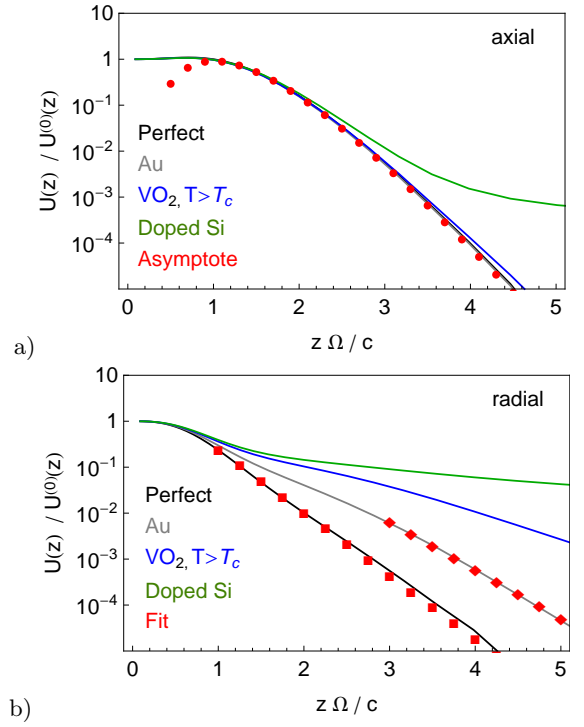 10
axial
1
10⁻¹
10⁻²
10⁻³
10⁻⁴
U(z) / U⁽⁰⁾(z)
Perfect
Au
VO₂, T>T_c
Doped Si
Asymptote
0 1 2 3 4 5
z Ω / c
a)
10
radial
1
10⁻¹
10⁻²
10⁻³
10⁻⁴
U(z) / U⁽⁰⁾(z)
Perfect
Au
VO₂, T>T_c
Doped Si
Fit
0 1 2 3 4 5
z Ω / c
b)